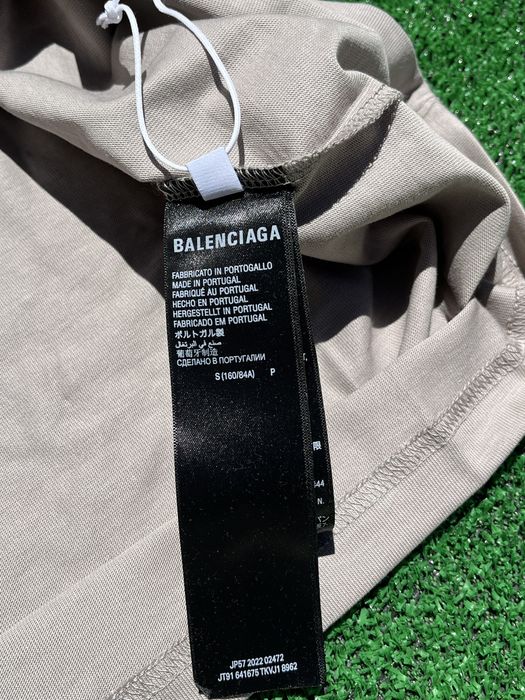 BALENCIAGA
FABBRICATO IN PORTOGALLO
MADE IN PORTUGAL
FABRIQUÉ AU PORTUGAL
HECHO EN PORTUGAL
HERGESTELLT IN PORTUGAL
FABRICADO EM PORTUGAL
ポルトガル製
صنع في البرتغال
葡萄牙制造
СДЕЛАНО В ПОРТУГАЛИИ
S (160/84A) P
限
644
N.
JP57 2022 02472
JT91 641675 TKVJ1 8962